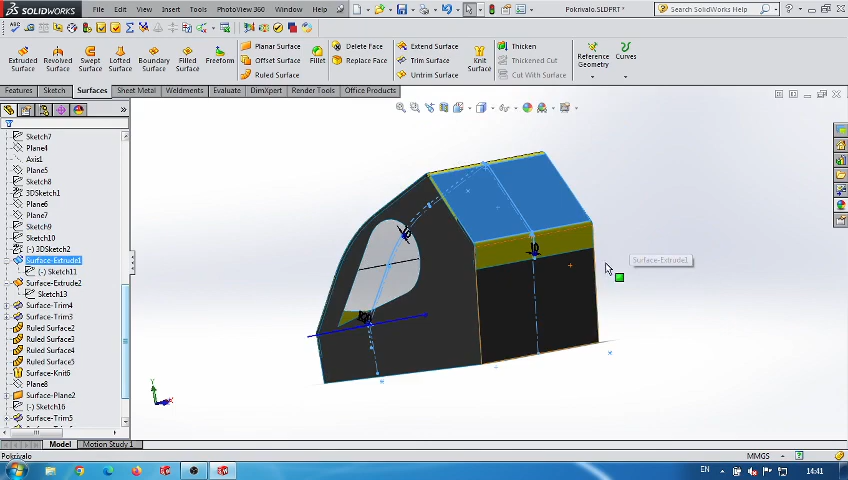 SOLIDWORKS
File Edit View Insert Tools PhotoView 360 Window Help
Pokrivalo.SLDPRT *
Search SolidWorks Help
Extruded Surface
Revolved Surface
Swept Surface
Lofted Surface
Boundary Surface
Filled Surface
Freeform
Planar Surface
Offset Surface
Ruled Surface
Fillet
Delete Face
Replace Face
Extend Surface
Trim Surface
Untrim Surface
Knit Surface
Thicken
Thickened Cut
Cut With Surface
Reference Geometry
Curves
Features Sketch Surfaces Sheet Metal Weldments Evaluate DimXpert Render Tools Office Products
Sketch7
Plane4
Axis1
Plane5
Sketch8
3DSketch1
Plane6
Plane7
Sketch9
Sketch10
(-) 3DSketch2
Surface-Extrude1
(-) Sketch11
Surface-Extrude2
Sketch13
Surface-Trim4
Surface-Trim3
Ruled Surface2
Ruled Surface3
Ruled Surface4
Ruled Surface5
Surface-Knit6
Plane8
Surface-Plane2
(-) Sketch16
Surface-Trim5
Surface-Extrude1
Y
X
Model Motion Study 1
Pokrivalo
MMGS
EN
14:41